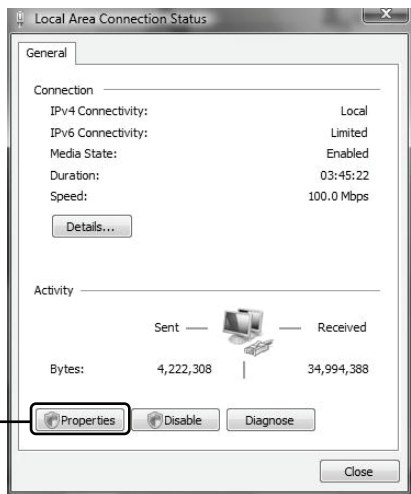 Local Area Connection Status
General
Connection
IPv4 Connectivity: Local
IPv6 Connectivity: Limited
Media State: Enabled
Duration: 03:45:22
Speed: 100.0 Mbps
Details...
Activity
Sent Received
Bytes: 4,222,308 34,994,388
Properties Disable Diagnose
Close